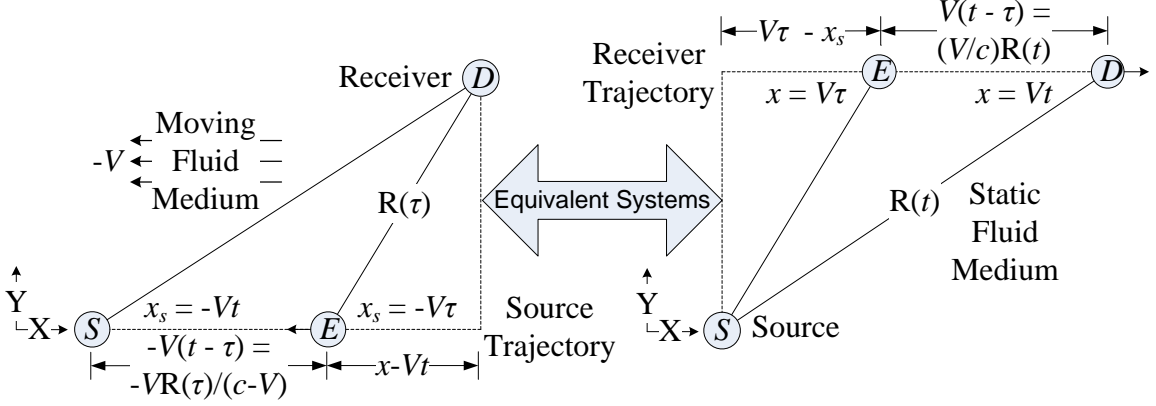 Receiver
D
Moving
Fluid
Medium
-V
R(τ)
Y
X
S
x_s = -Vt
E
x_s = -Vτ
Source
Trajectory
-V(t - τ) =
-VR(τ)/(c-V)
x-Vt
Equivalent Systems
Vτ - x_s
V(t - τ) =
(V/c)R(t)
Receiver
Trajectory
E
D
x = Vτ
x = Vt
R(t)
Static
Fluid
Medium
Y
X
S
Source